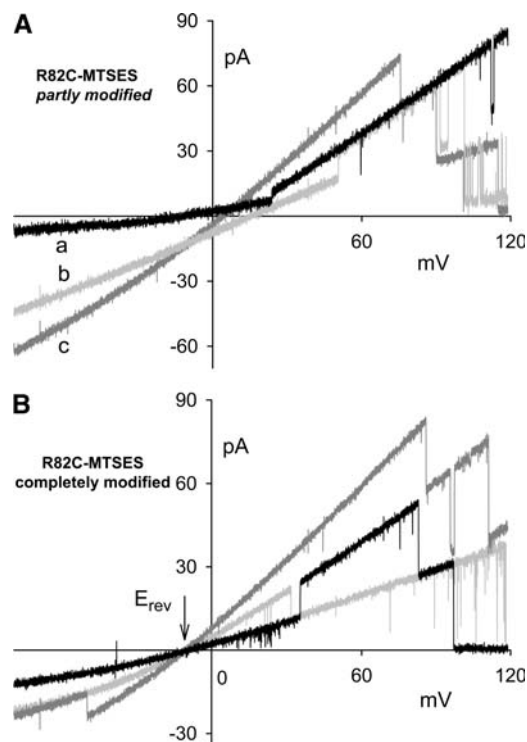 A
90
pA
R82C-MTSES
partly modified
60
30
a
60
120
b
mV
-30
c
-60
B
90
pA
R82C-MTSES
completely modified
60
30
Erev
0
60
120
mV
-30